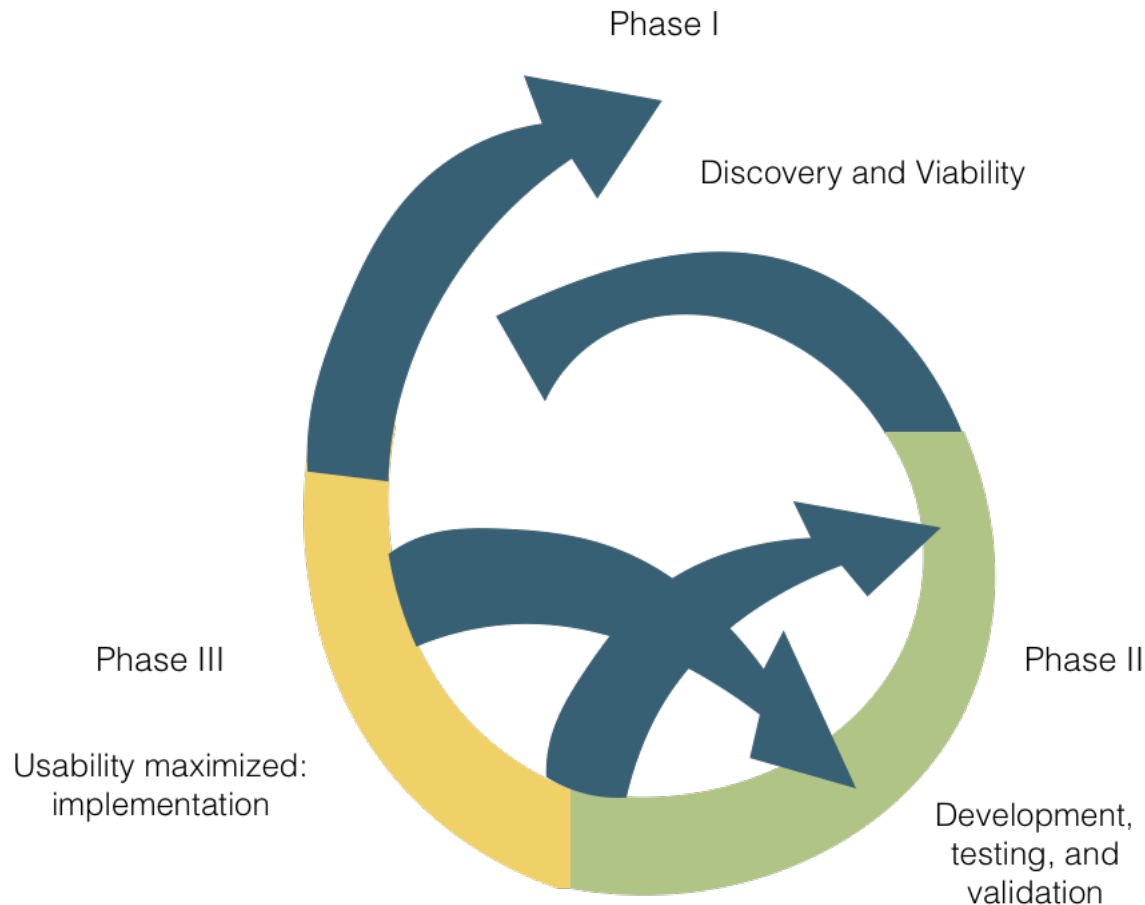 Phase I
Discovery and Viability
Phase III
Phase II
Usability maximized:
implementation
Development,
testing, and
validation